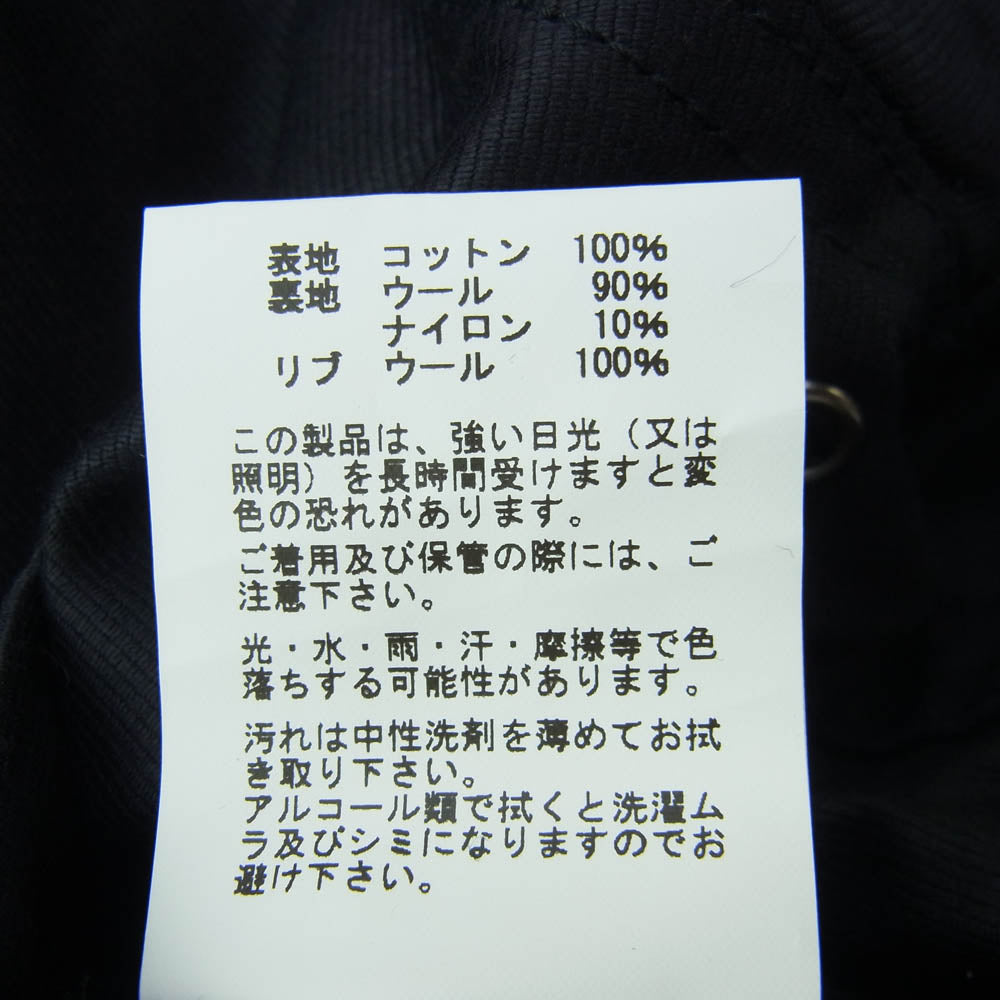 表地 コットン 100%
裏地 ウール 90%
ナイロン 10%
リブ ウール 100%
この製品は、強い日光（又は
照明）を長時間受けますと変
色の恐れがあります。
ご着用及び保管の際には、ご
注意下さい。
光・水・雨・汗・摩擦等で色
落ちする可能性があります。
汚れは中性洗剤を薄めてお拭
き取り下さい。
アルコール類で拭くと洗濯ム
ラ及びシミになりますのでお
避け下さい。